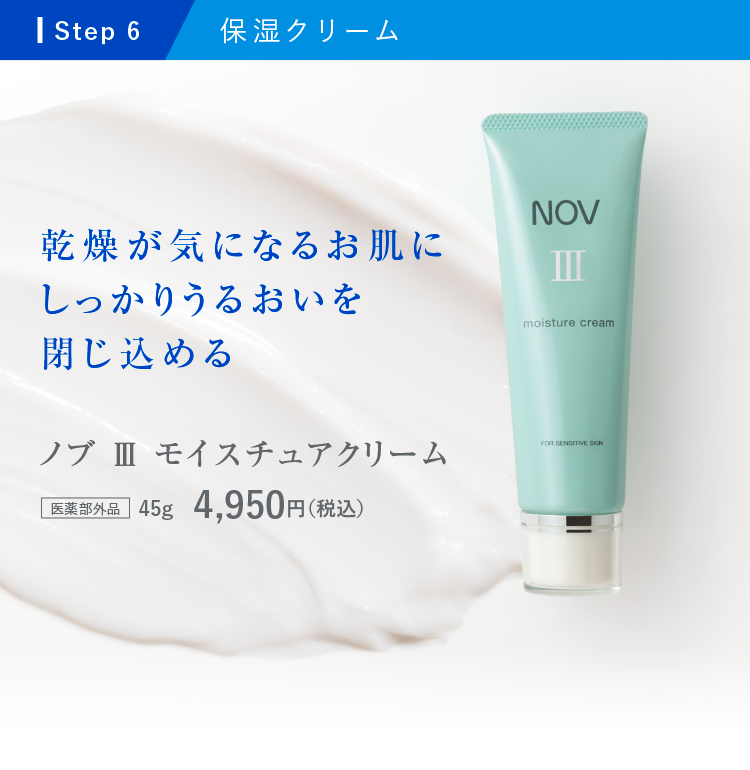 Step 6
保湿クリーム
乾燥が気になるお肌に
しっかりうるおいを
閉じ込める
ノブ Ⅲ モイスチュアクリーム
医薬部外品 45g 4,950円(税込)
NOV
Ⅲ
moisture cream
FOR SENSITIVE SKIN